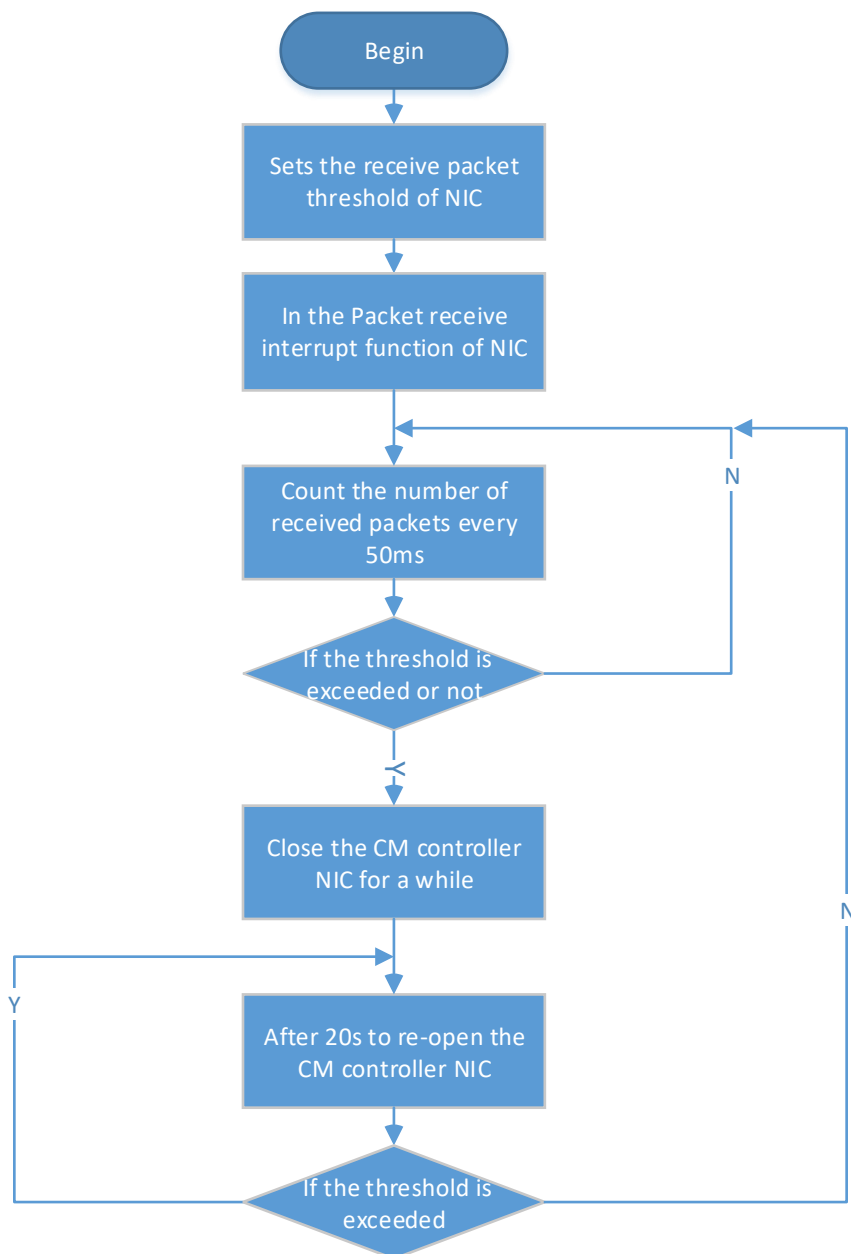 Begin
Sets the receive packet
threshold of NIC
In the Packet receive
interrupt function of NIC
N
Count the number of
received packets every
50ms
If the threshold is
exceeded or not
Y
Close the CM controller
NIC for a while
N
Y
After 20s to re-open the
CM controller NIC
If the threshold is
exceeded